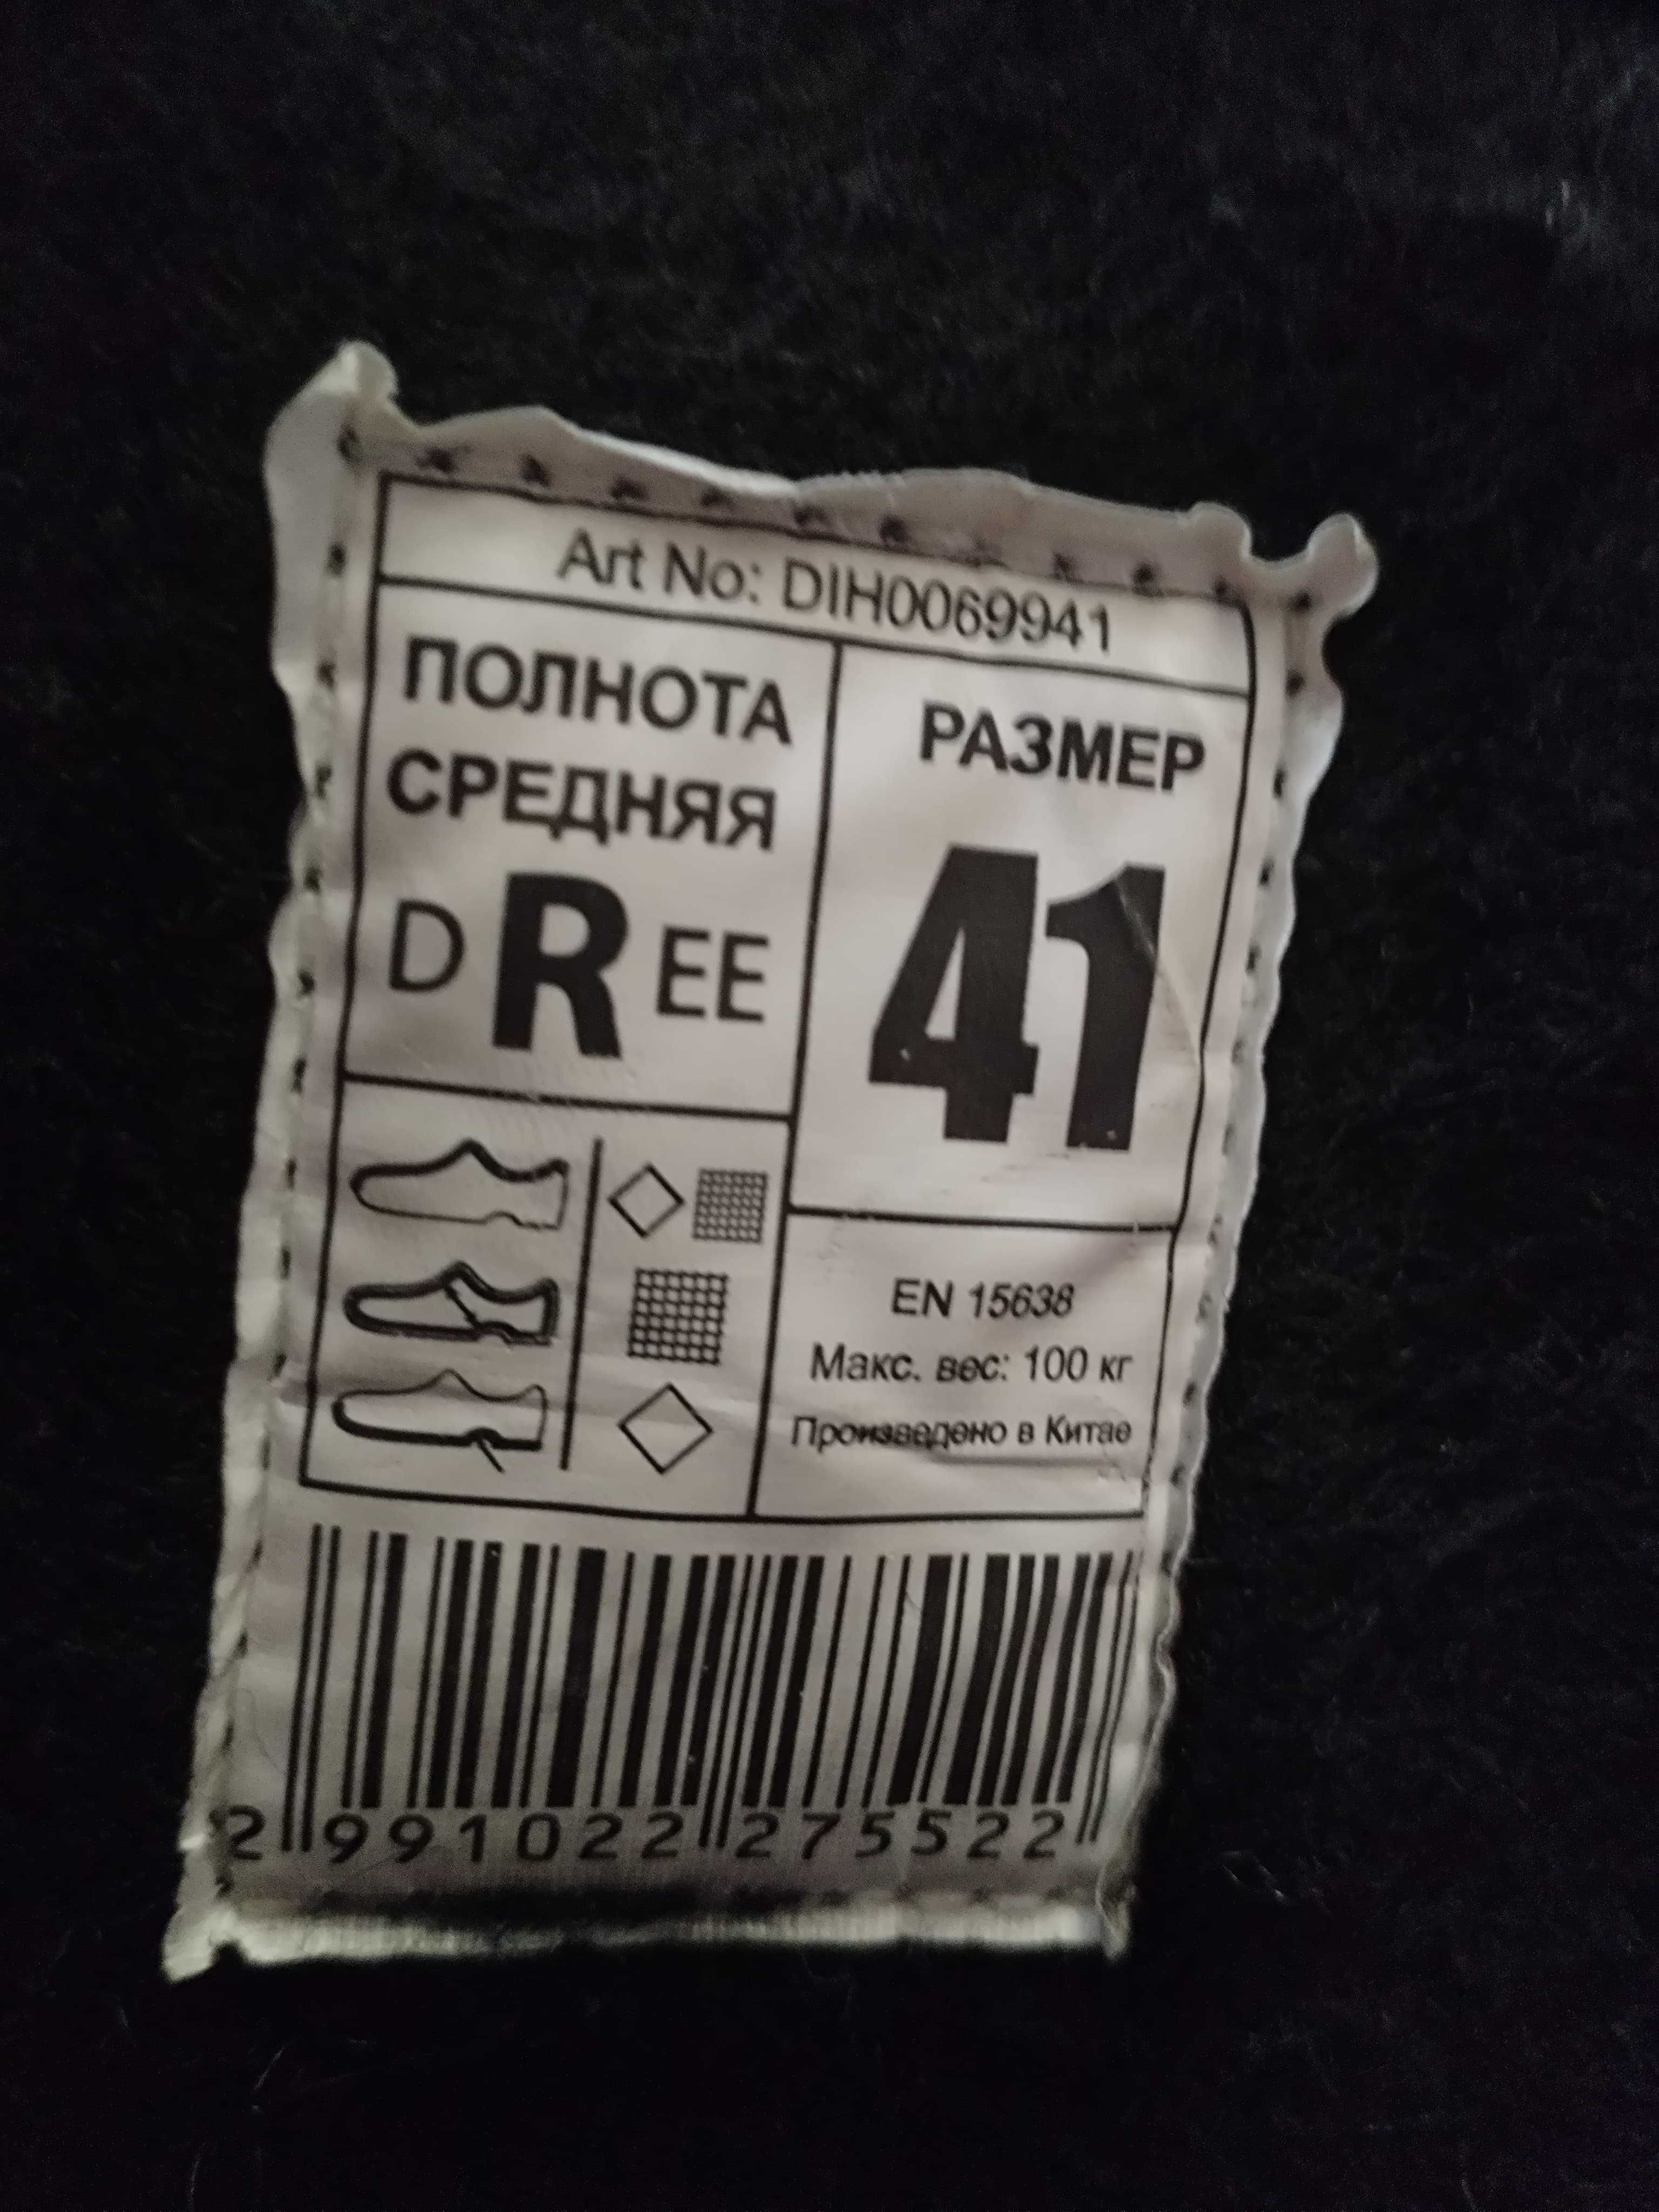 Art No: DIH0069941
ПОЛНОТА
СРЕДНЯЯ
D R EE
РАЗМЕР
41
EN 15638
Макс. вес: 100 кг
Произведено в Китае
2 991022 275522